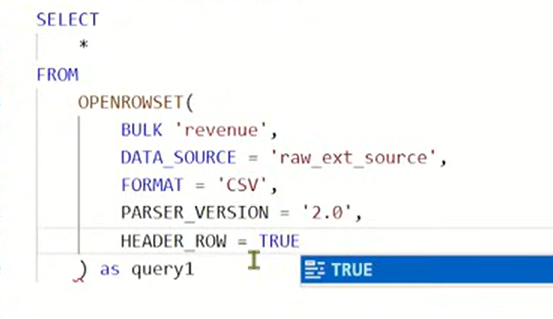 SELECT
*
FROM
OPENROWSET(
BULK 'revenue',
DATA_SOURCE = 'raw_ext_source',
FORMAT = 'CSV',
PARSER_VERSION = '2.0',
HEADER_ROW = TRUE
) as query1
TRUE